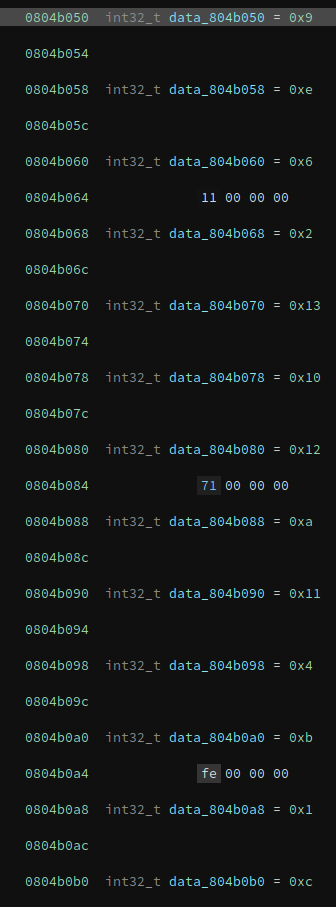 0804b050 int32_t data_804b050 = 0x9
0804b054
0804b058 int32_t data_804b058 = 0xe
0804b05c
0804b060 int32_t data_804b060 = 0x6
0804b064 11 00 00 00
0804b068 int32_t data_804b068 = 0x2
0804b06c
0804b070 int32_t data_804b070 = 0x13
0804b074
0804b078 int32_t data_804b078 = 0x10
0804b07c
0804b080 int32_t data_804b080 = 0x12
0804b084 71 00 00 00
0804b088 int32_t data_804b088 = 0xa
0804b08c
0804b090 int32_t data_804b090 = 0x11
0804b094
0804b098 int32_t data_804b098 = 0x4
0804b09c
0804b0a0 int32_t data_804b0a0 = 0xb
0804b0a4 fe 00 00 00
0804b0a8 int32_t data_804b0a8 = 0x1
0804b0ac
0804b0b0 int32_t data_804b0b0 = 0xc